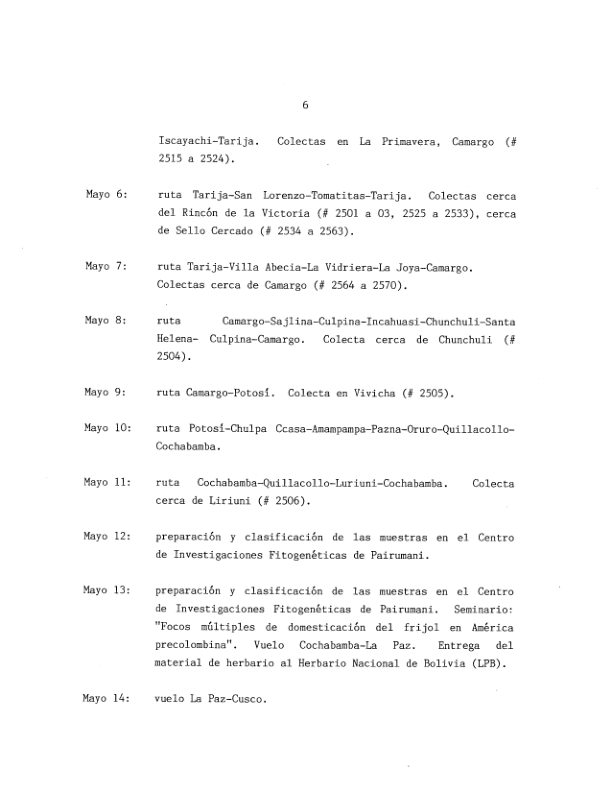 6
Iscayachi-Tarija. Colectas en La Primavera, Camargo (#
2515 a 2524).
Mayo 6: ruta Tarija-San Lorenzo-Tomatitas-Tarija. Colectas cerca
del Rincón de la Victoria (# 2501 a 03, 2525 a 2533), cerca
de Sello Cercado (# 2534 a 2563).
Mayo 7: ruta Tarija-Villa Abecia-La Vidriera-La Joya-Camargo.
Colectas cerca de Camargo (# 2564 a 2570).
Mayo 8: ruta Camargo-Sajlina-Culpina-Incahuasi-Chunchuli-Santa
Helena- Culpina-Camargo. Colecta cerca de Chunchuli (#
2504).
Mayo 9: ruta Camargo-Potosí. Colecta en Vivicha (# 2505).
Mayo 10: ruta Potosí-Chulpa Ccasa-Amampampa-Pazna-Oruro-Quillacollo-
Cochabamba.
Mayo 11: ruta Cochabamba-Quillacollo-Luriuni-Cochabamba. Colecta
cerca de Liriuni (# 2506).
Mayo 12: preparación y clasificación de las muestras en el Centro
de Investigaciones Fitogenéticas de Pairumani.
Mayo 13: preparación y clasificación de las muestras en el Centro
de Investigaciones Fitogenéticas de Pairumani. Seminario:
"Focos múltiples de domesticación del frijol en América
precolombina". Vuelo Cochabamba-La Paz. Entrega del
material de herbario al Herbario Nacional de Bolivia (LPB).
Mayo 14: vuelo La Paz-Cusco.